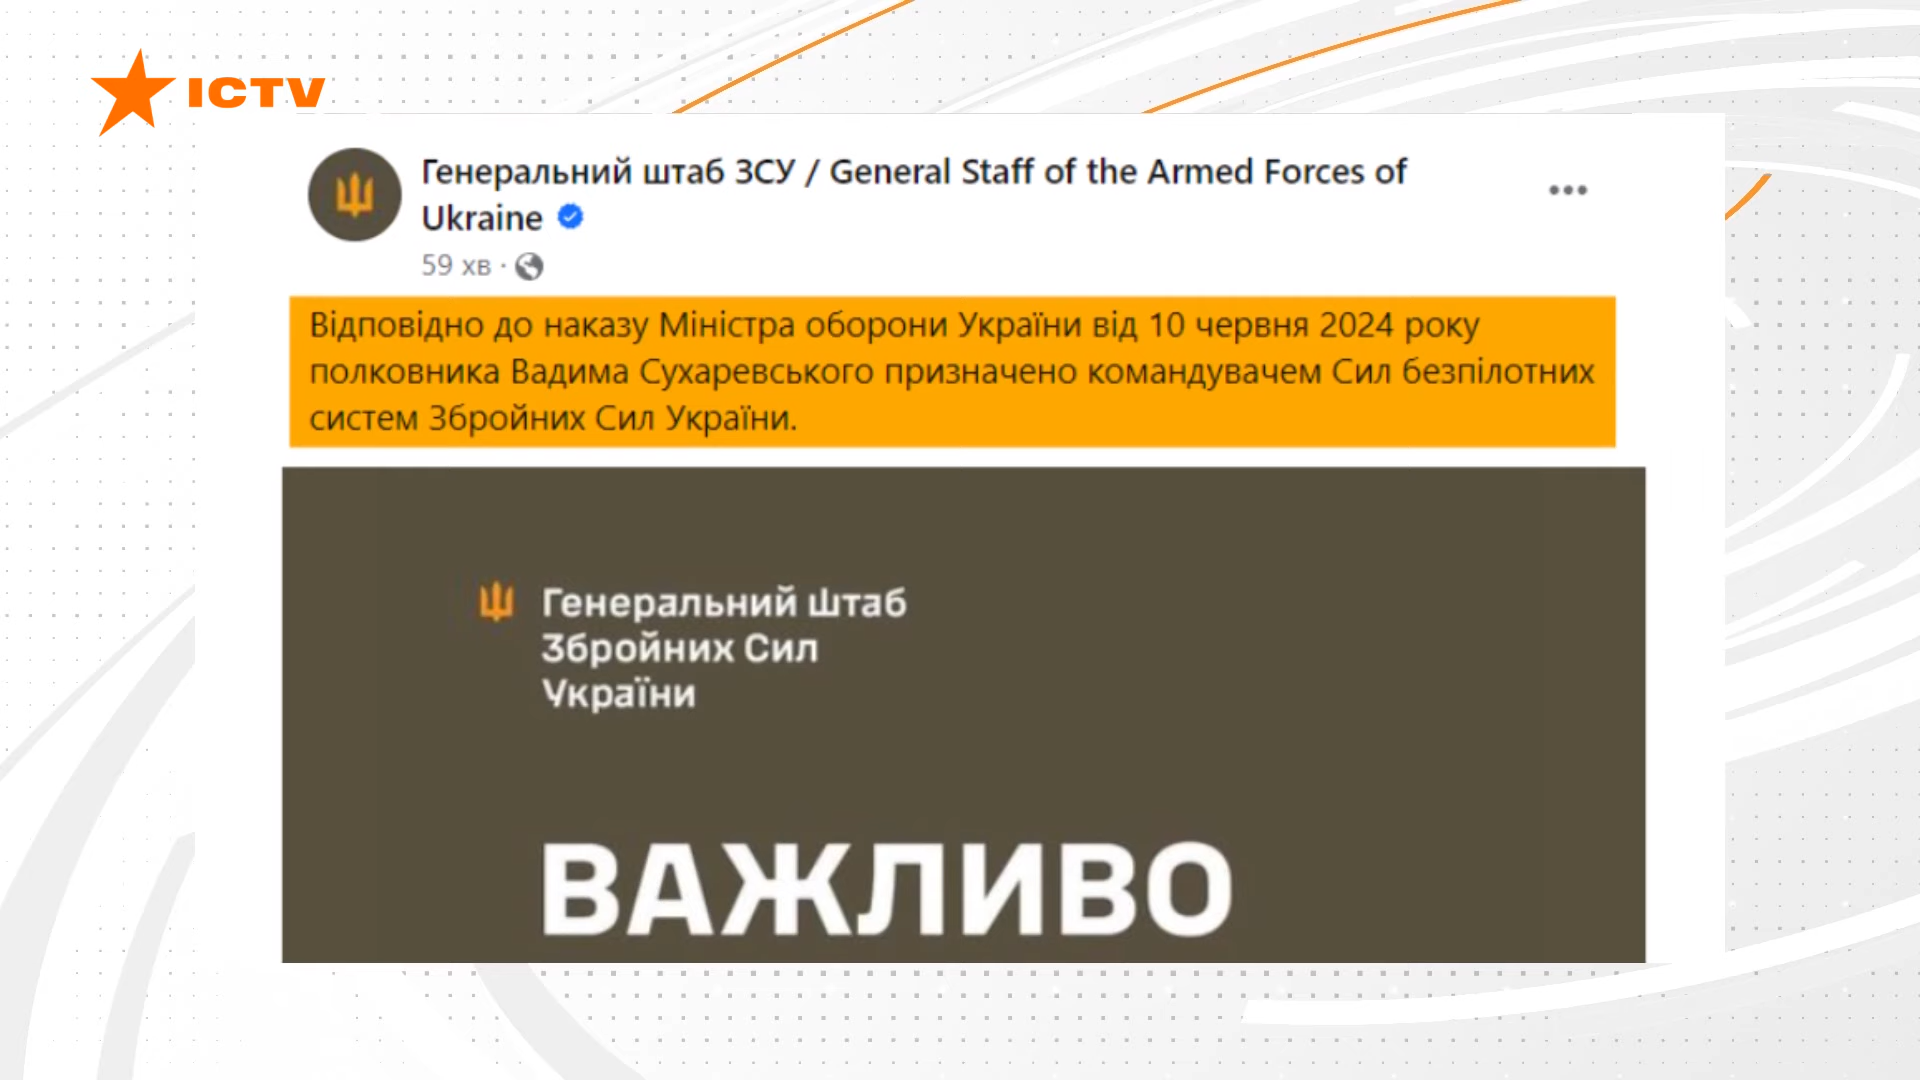 ICTV
Генеральний штаб ЗСУ / General Staff of the Armed Forces of
Ukraine
59 хв ·
Відповідно до наказу Міністра оборони України від 10 червня 2024 року
полковника Вадима Сухаревського призначено командувачем Сил безпілотних
систем Збройних Сил України.
Генеральний Штаб
Збройних Сил
України
ВАЖЛИВО